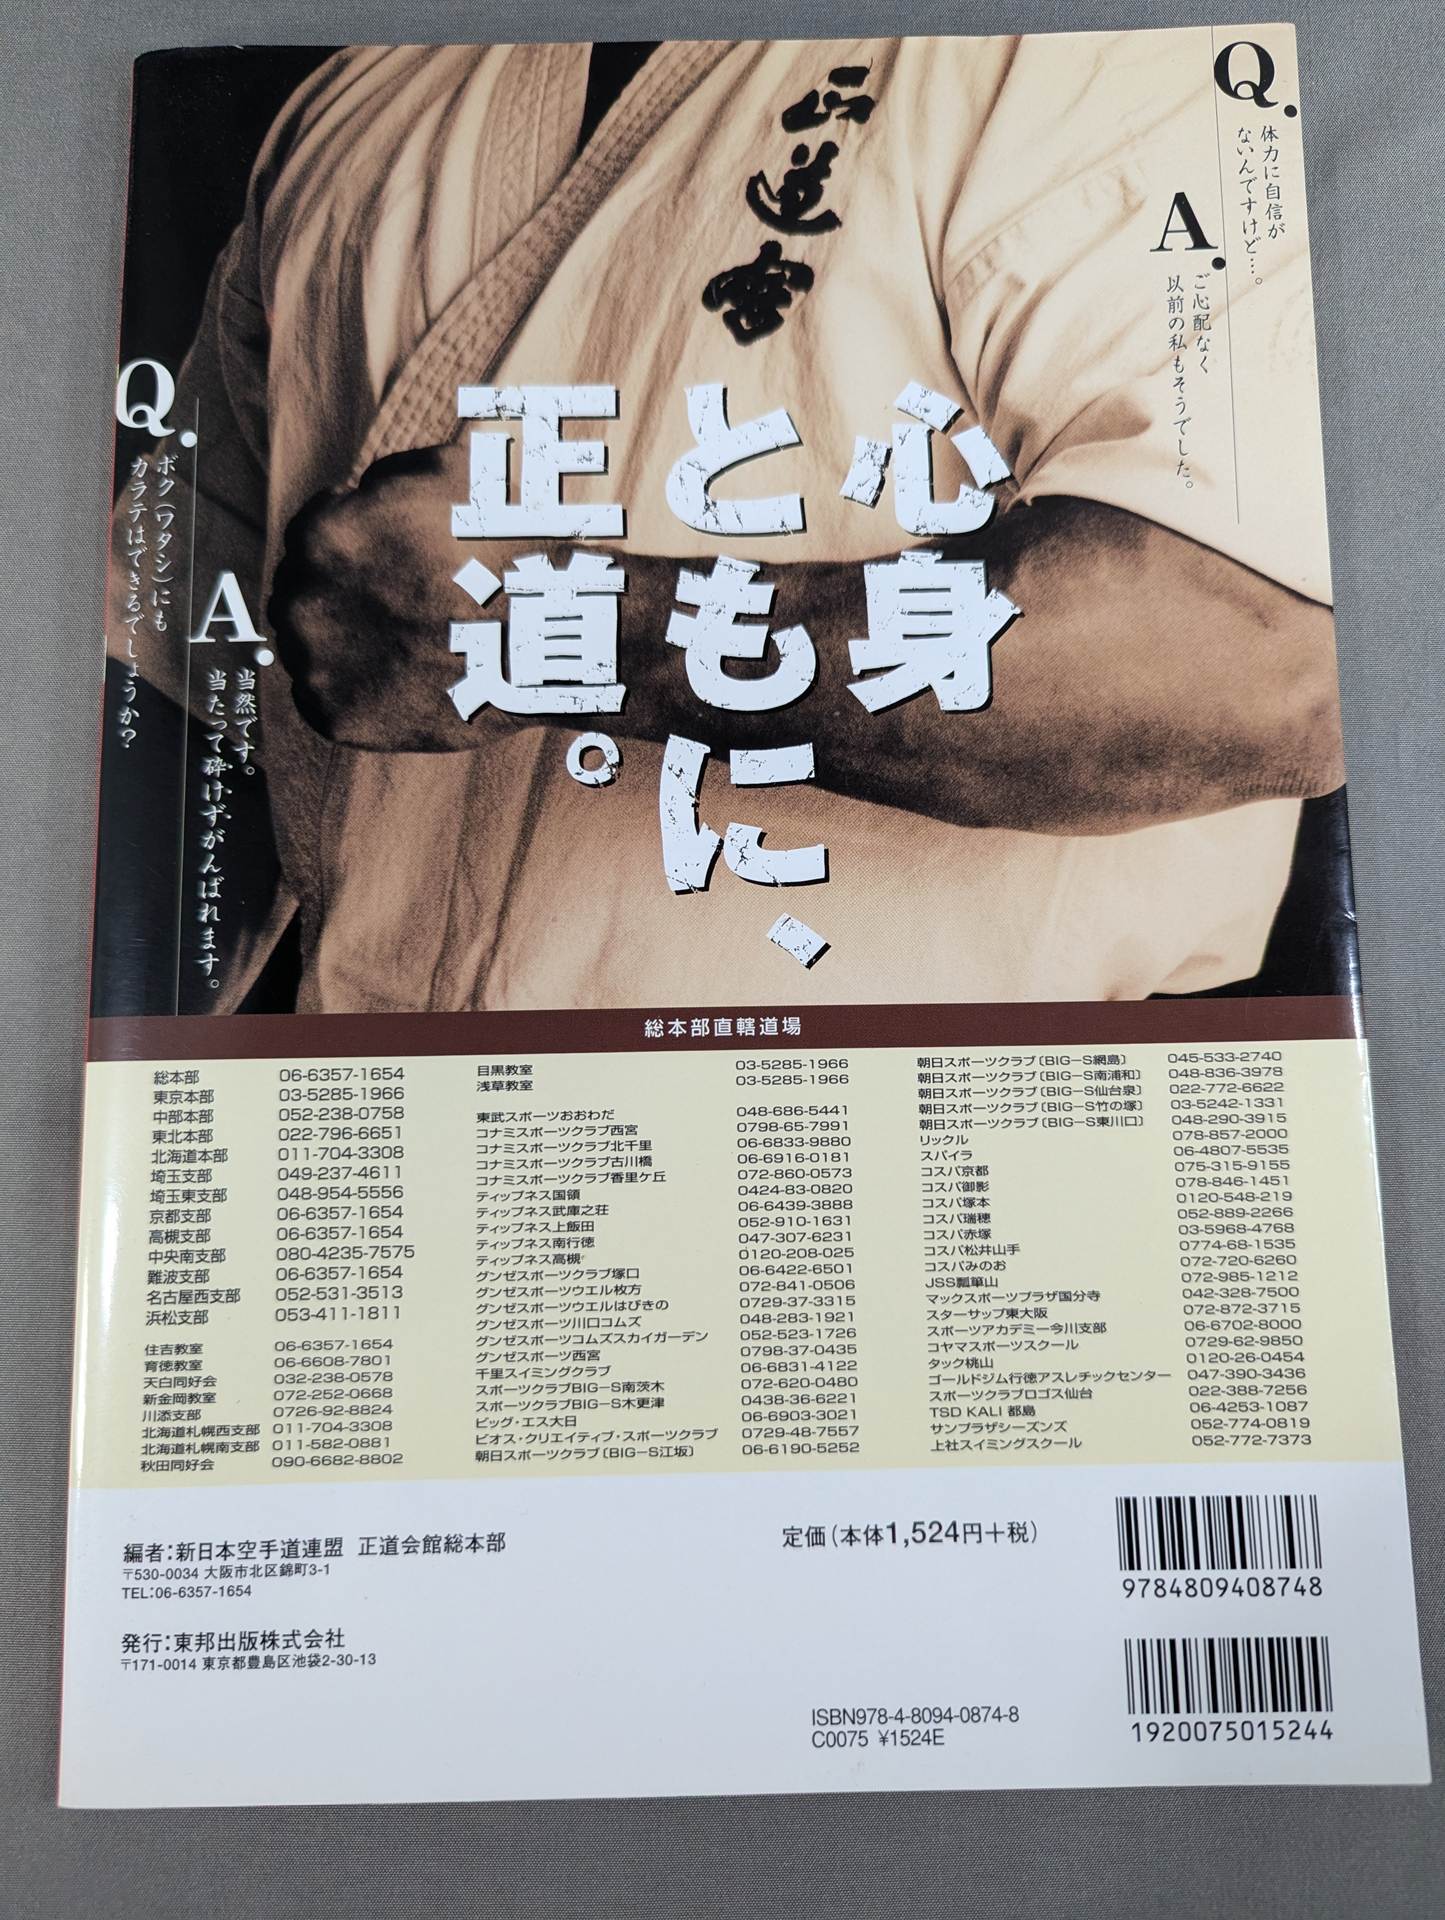 正道會
Q.
体力に自信が
ないんですけど…。
A.
ご心配なく
以前の私もそうでした。
心身
ともに、
正道。
Q.
ボク(ワタシ)にも
カラテはできるでしょうか?
A.
当然です。
当たって砕けずがんばれます。
総本部直轄道場
総本部 06-6357-1654
東京本部 03-5285-1966
中部本部 052-238-0758
東北本部 022-796-6651
北海道本部 011-704-3308
埼玉支部 049-237-4611
埼玉東支部 048-954-5556
京都支部 06-6357-1654
高槻支部 06-6357-1654
中央南支部 080-4235-7575
難波支部 06-6357-1654
名古屋西支部 052-531-3513
浜松支部 053-411-1811
住吉教室 06-6357-1654
育徳教室 06-6608-7801
天白同好会 032-238-0578
新金岡教室 072-252-0668
川添支部 0726-92-8824
北海道札幌西支部 011-704-3308
北海道札幌南支部 011-582-0881
秋田同好会 090-6682-8802
目黒教室 03-5285-1966
浅草教室 03-5285-1966
東武スポーツおおわだ 048-686-5441
コナミスポーツクラブ西宮 0798-65-7991
コナミスポーツクラブ北千里 06-6833-9880
コナミスポーツクラブ古川橋 06-6916-0181
コナミスポーツクラブ香里ケ丘 072-860-0573
ティップネス国領 0424-83-0820
ティップネス武庫之荘 06-6439-3888
ティップネス上飯田 052-910-1631
ティップネス南行徳 047-307-6231
ティップネス高槻 0120-208-025
グンゼスポーツクラブ塚口 06-6422-6501
グンゼスポーツウエル枚方 072-841-0506
グンゼスポーツウエルはびきの 0729-37-3315
グンゼスポーツ川口コムズ 048-283-1921
グンゼスポーツコムズスカイガーデン 052-523-1726
グンゼスポーツ西宮 0798-37-0435
千里スイミングクラブ 06-6831-4122
スポーツクラブBIG-S南茨木 072-620-0480
スポーツクラブBIG-S木更津 0438-36-6221
ビッグ・エス大日 06-6903-3021
ビオス・クリエイティブ・スポーツクラブ 0729-48-7557
朝日スポーツクラブ〔BIG-S江坂〕 06-6190-5252
朝日スポーツクラブ〔BIG-S綱島〕 045-533-2740
朝日スポーツクラブ〔BIG-S南浦和〕 048-836-3978
朝日スポーツクラブ〔BIG-S仙台泉〕 022-772-6622
朝日スポーツクラブ〔BIG-S竹の塚〕 03-5242-1331
朝日スポーツクラブ〔BIG-S東川口〕 048-290-3915
リックル 078-857-2000
スパイラ 06-4807-5535
コスパ京都 075-315-9155
コスパ御影 078-846-1451
コスパ塚本 0120-548-219
コスパ瑞穂 052-889-2266
コスパ赤塚 03-5968-4768
コスパ松井山手 0774-68-1535
コスパみのお 072-720-6260
JSS瓢箪山 072-985-1212
マックスポーツプラザ国分寺 042-328-7500
スターサップ東大阪 072-872-3715
スポーツアカデミー今川支部 06-6702-8000
コヤマスポーツスクール 0729-62-9850
タック桃山 0120-26-0454
ゴールドジム行徳アスレチックセンター 047-390-3436
スポーツクラブロゴス仙台 022-388-7256
TSD KALI 都島 06-4253-1087
サンプラザシーズンズ 052-774-0819
上社スイミングスクール 052-772-7373
編者:新日本空手道連盟 正道会館総本部
〒530-0034 大阪市北区錦町3-1
TEL:06-6357-1654
発行:東邦出版株式会社
〒171-0014 東京都豊島区池袋2-30-13
定価(本体1,524円+税)
9784809408748
ISBN978-4-8094-0874-8
C0075 ¥1524E
1920075015244